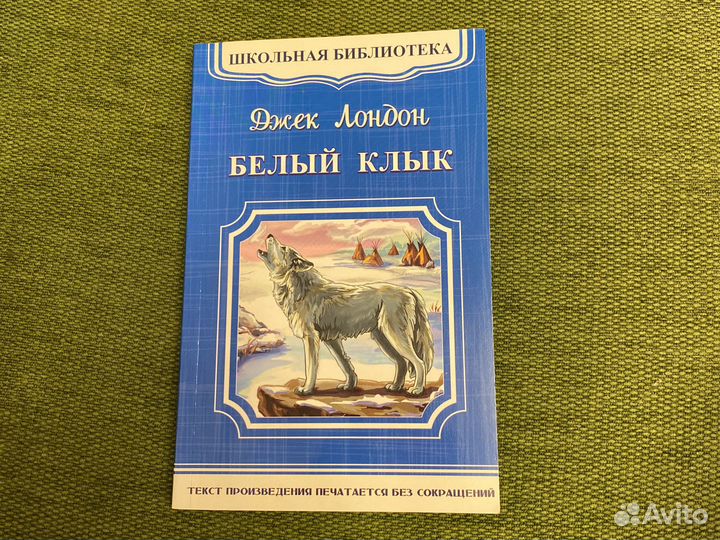 ШКОЛЬНАЯ БИБЛИОТЕКА
Джек Лондон
БЕЛЫЙ КЛЫК
ТЕКСТ ПРОИЗВЕДЕНИЯ ПЕЧАТАЕТСЯ БЕЗ СОКРАЩЕНИЙ
Avito